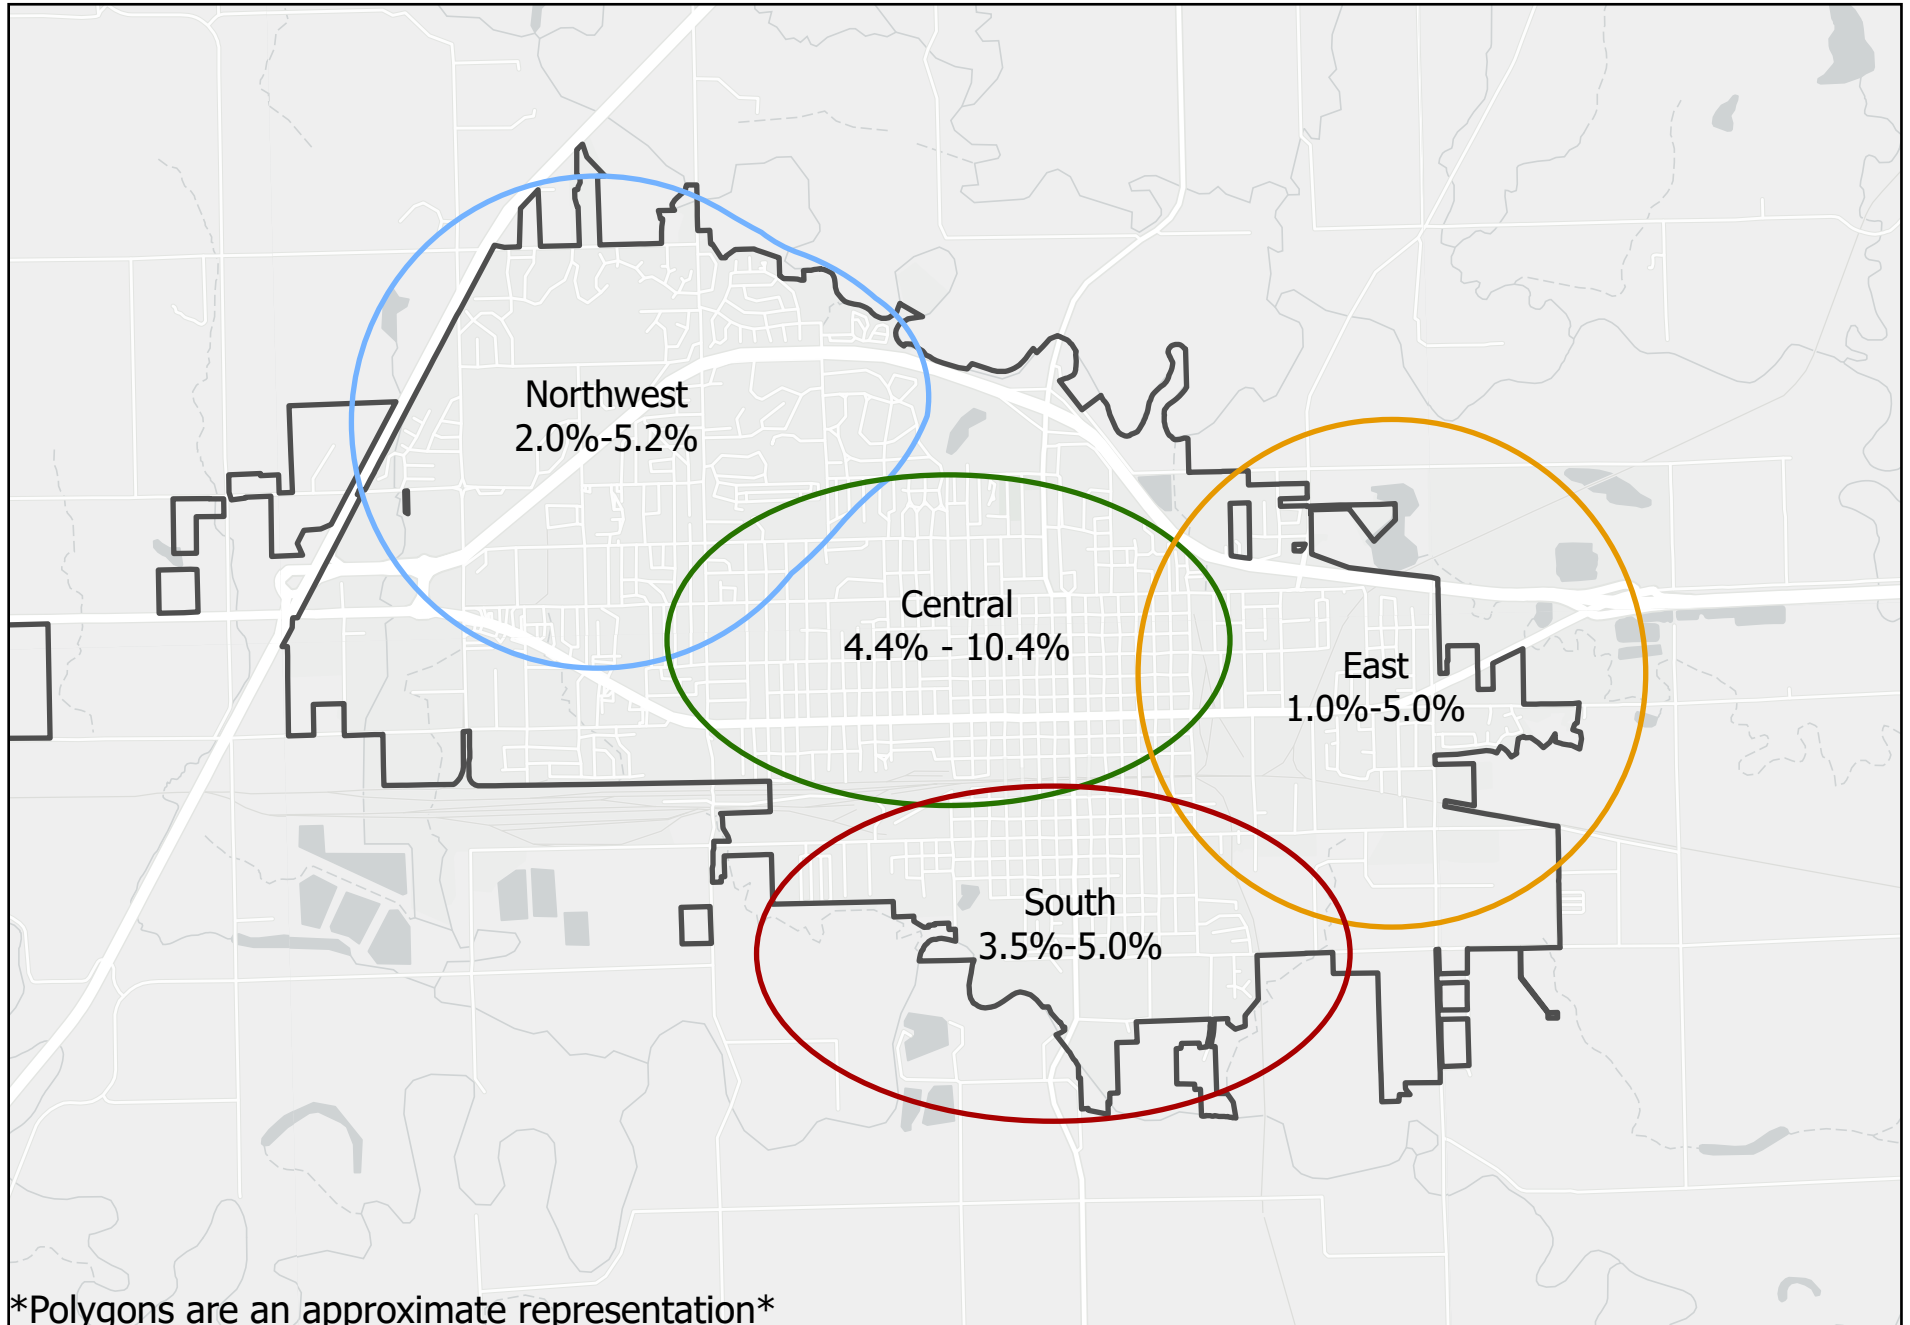 Northwest
2.0%-5.2%
Central
4.4% - 10.4%
East
1.0%-5.0%
South
3.5%-5.0%
*Polygons are an approximate representation*